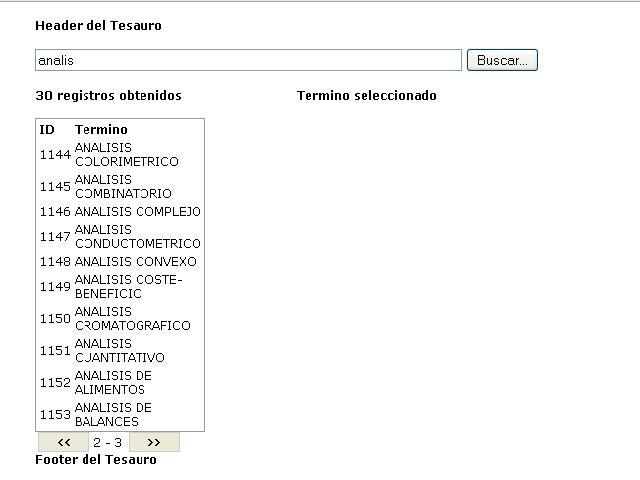 Header del Tesauro
analis
Buscar...
30 registros obtenidos
Termino seleccionado
ID Termino
1144 ANALISIS
COLORIMETRICO
1145 ANALISIS
COMBINATORIO
1146 ANALISIS COMPLEJO
1147 ANALISIS
CONDUCTOMETRICO
1148 ANALISIS CONVEXO
1149 ANALISIS COSTE-
BENEFICIC
1150 ANALISIS
CROMATOGRAFICO
1151 ANALISIS
CUANTITATIVO
1152 ANALISIS DE
ALIMENTOS
1153 ANALISIS DE
BALANCES
<< 2 - 3 >>
Footer del Tesauro